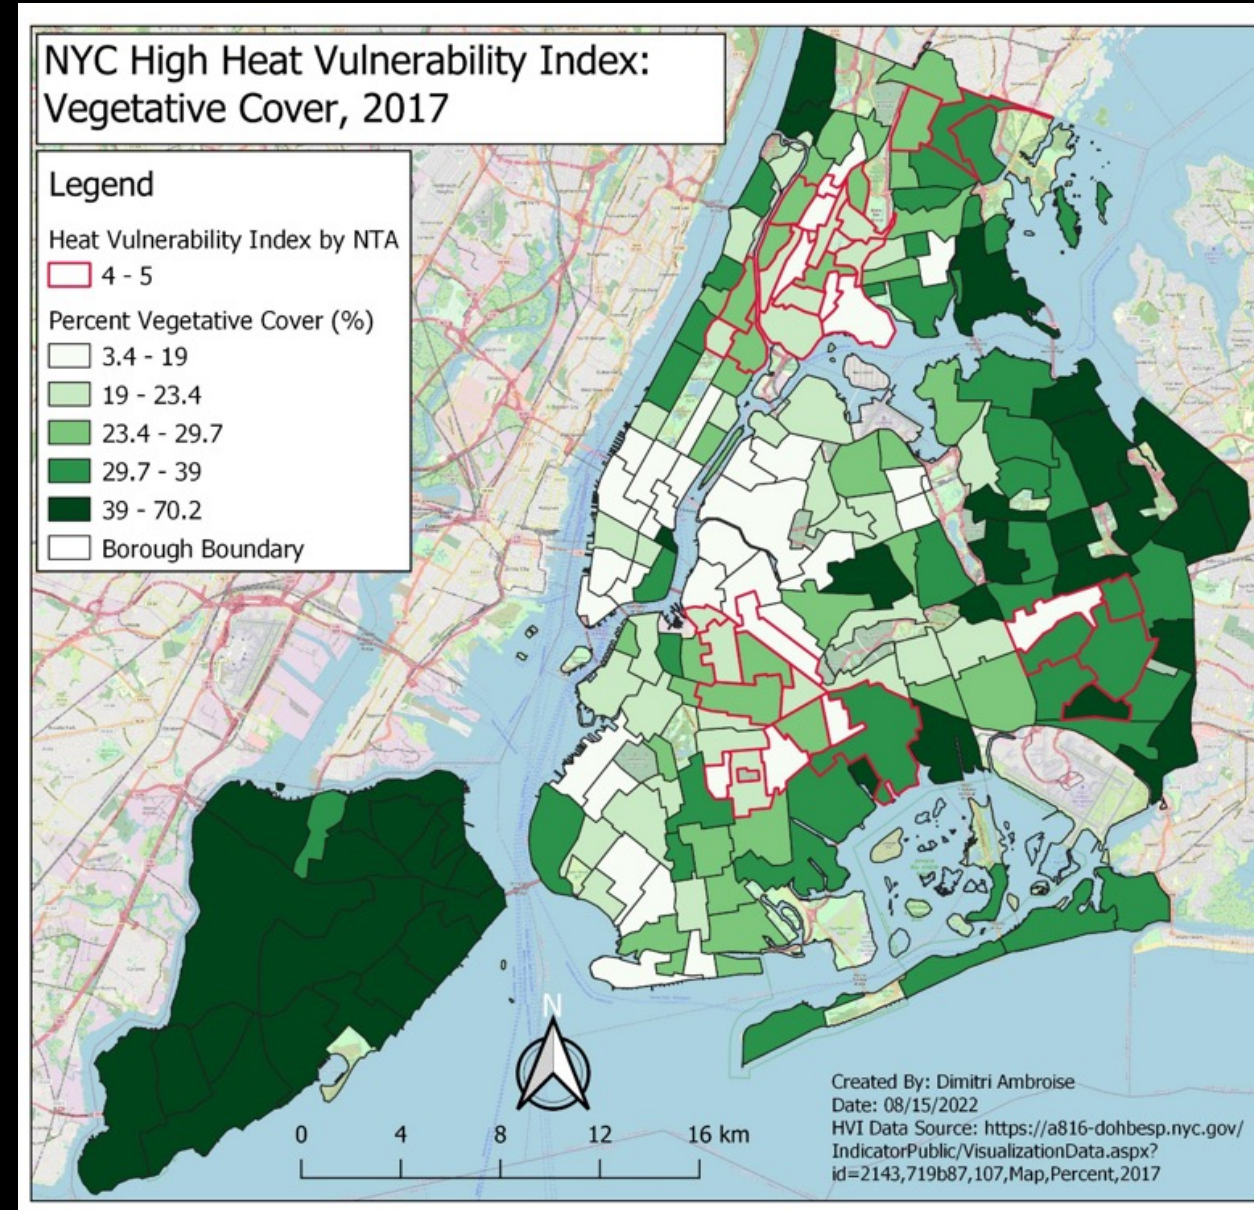 NYC High Heat Vulnerability Index:
Vegetative Cover, 2017
Legend
Heat Vulnerability Index by NTA
4 - 5
Percent Vegetative Cover (%)
3.4 - 19
19 - 23.4
23.4 - 29.7
29.7 - 39
39 - 70.2
Borough Boundary
N
0 4 8 12 16 km
Created By: Dimitri Ambroise
Date: 08/15/2022
HVI Data Source: https://a816-dohbesp.nyc.gov/
IndicatorPublic/VisualizationData.aspx?
id=2143,719b87,107,Map,Percent,2017